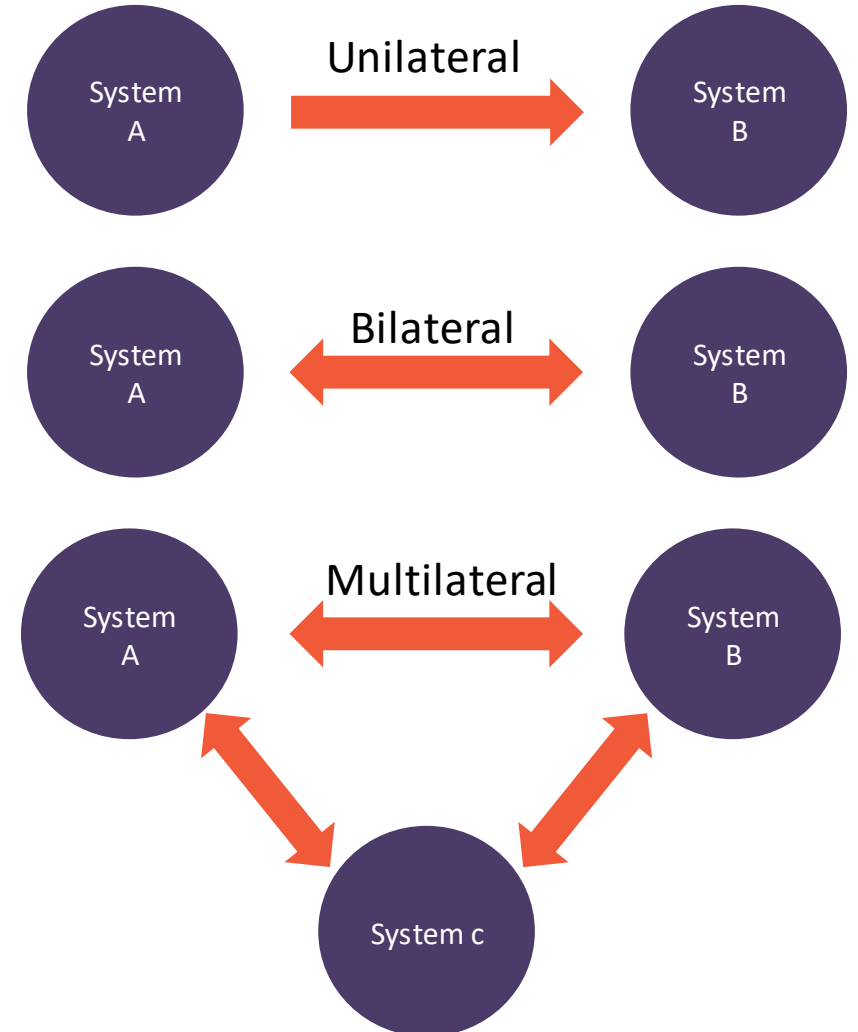 Unilateral
System
A
System
B
Bilateral
System
A
System
B
Multilateral
System
A
System
B
System c